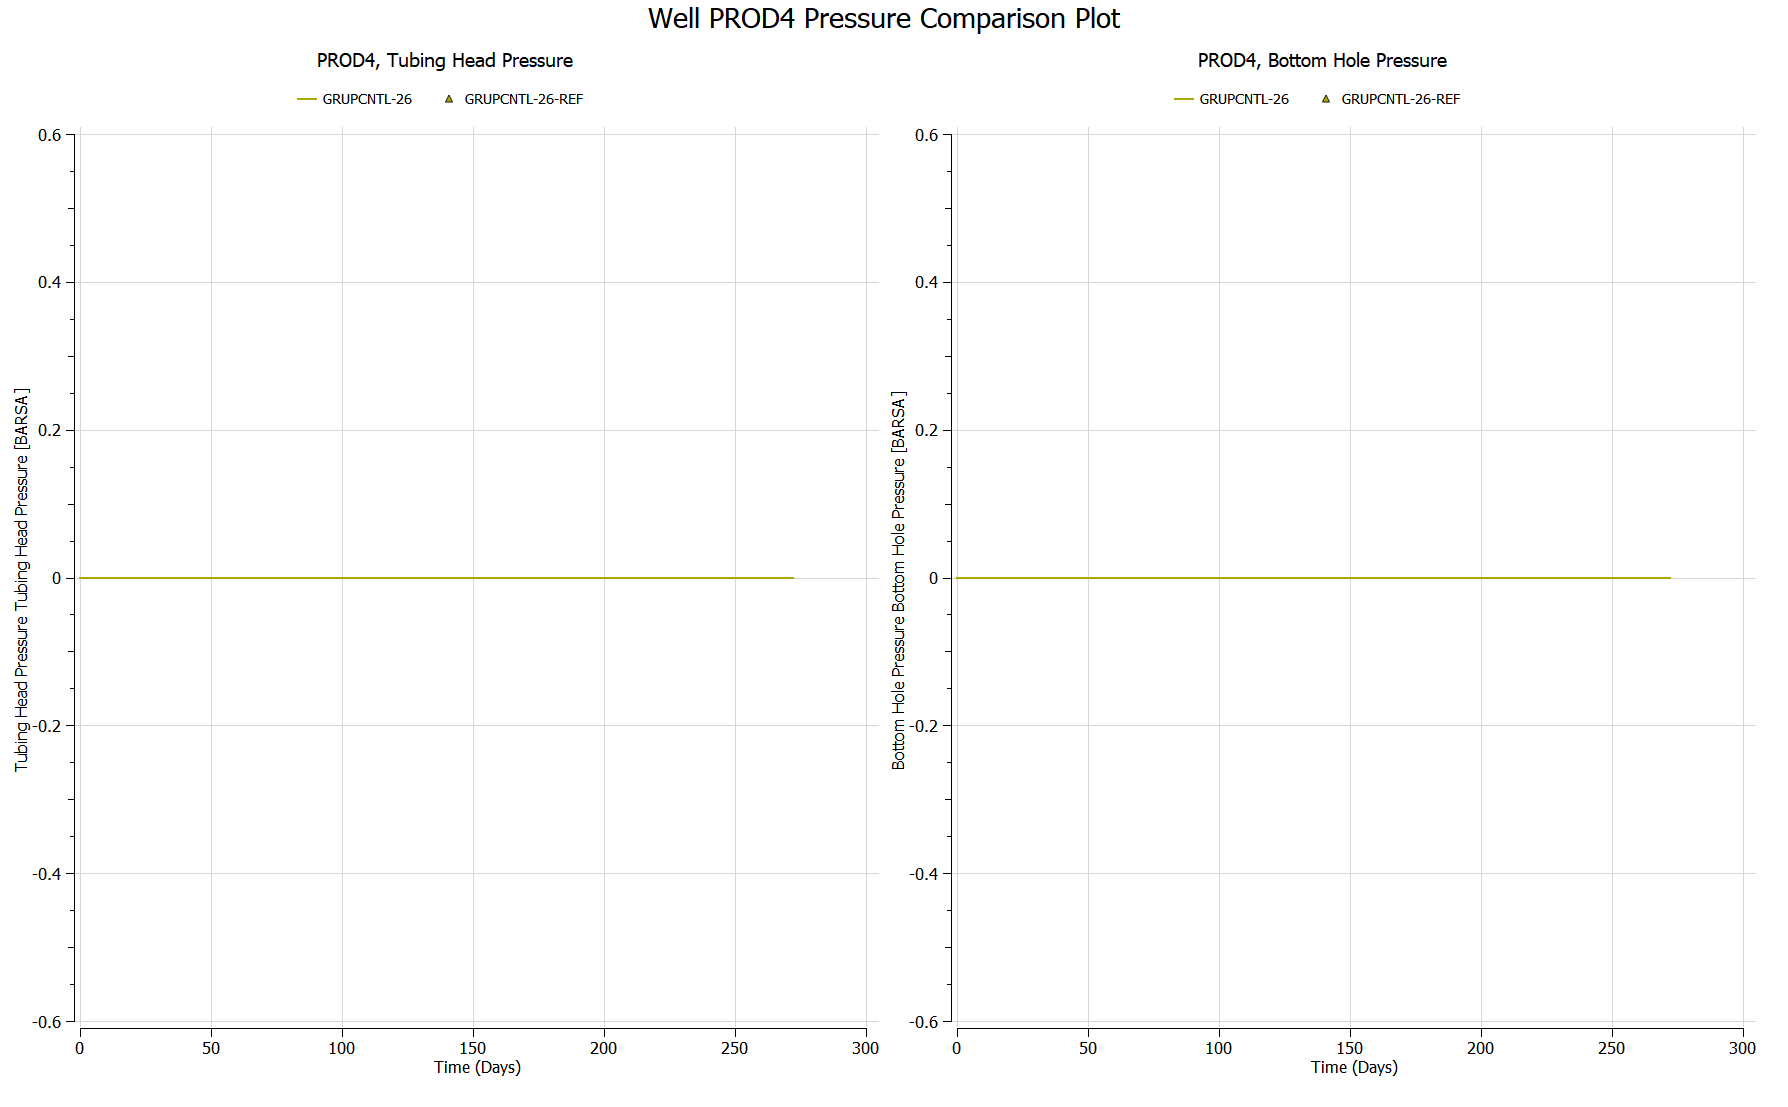 Well PROD4 Pressure Comparison Plot
PROD4, Tubing Head Pressure
GRUPCNTL-26 GRUPCNTL-26-REF
0.6
0.4
0.2
0
-0.2
-0.4
-0.6
Tubing Head Pressure Tubing Head Pressure [BARSA]
0 50 100 150 200 250 300
Time (Days)
PROD4, Bottom Hole Pressure
GRUPCNTL-26 GRUPCNTL-26-REF
0.6
0.4
0.2
0
-0.2
-0.4
-0.6
Bottom Hole Pressure Bottom Hole Pressure [BARSA]
0 50 100 150 200 250 300
Time (Days)